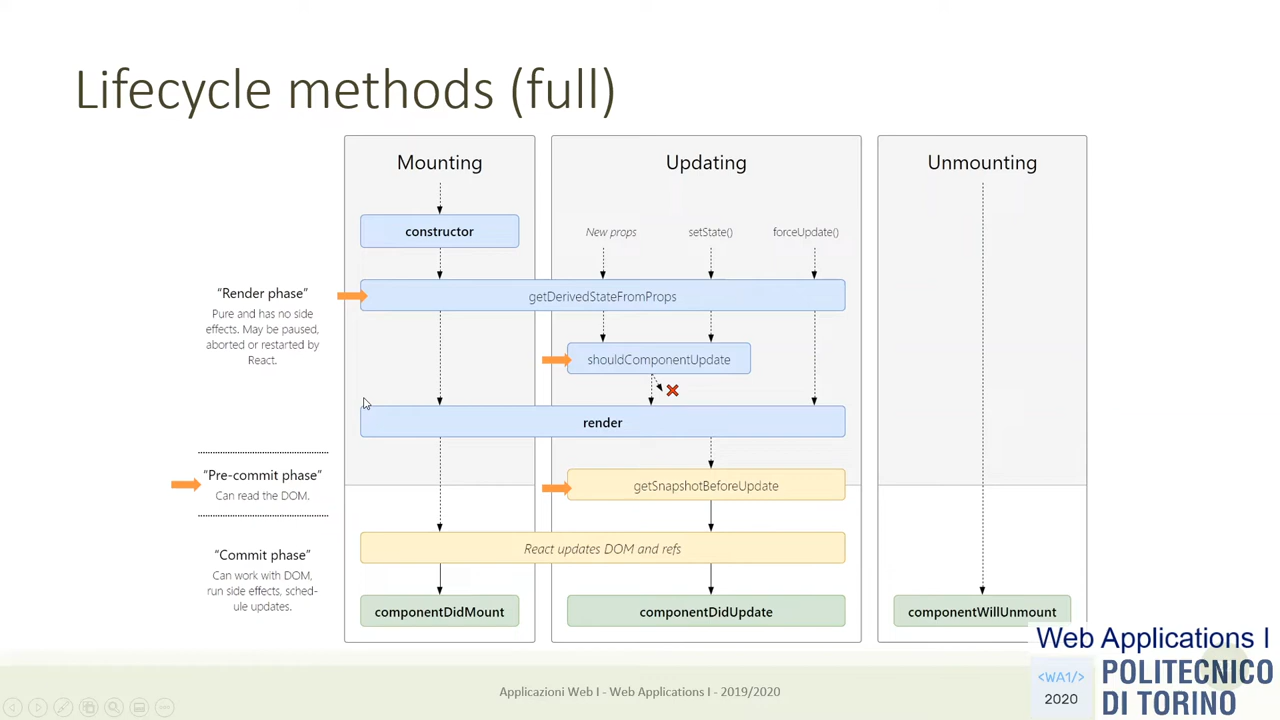 Lifecycle methods (full)
Mounting
Updating
Unmounting
constructor
New props
setState()
forceUpdate()
“Render phase”
Pure and has no side
effects. May be paused,
aborted or restarted by
React.
getDerivedStateFromProps
shouldComponentUpdate
render
“Pre-commit phase”
Can read the DOM.
getSnapshotBeforeUpdate
“Commit phase”
Can work with DOM,
run side effects, sched-
ule updates.
React updates DOM and refs
componentDidMount
componentDidUpdate
componentWillUnmount
Web Applications I
<WA1/>
2020
POLITECNICO
DI TORINO
Applicazioni Web I - Web Applications I - 2019/2020